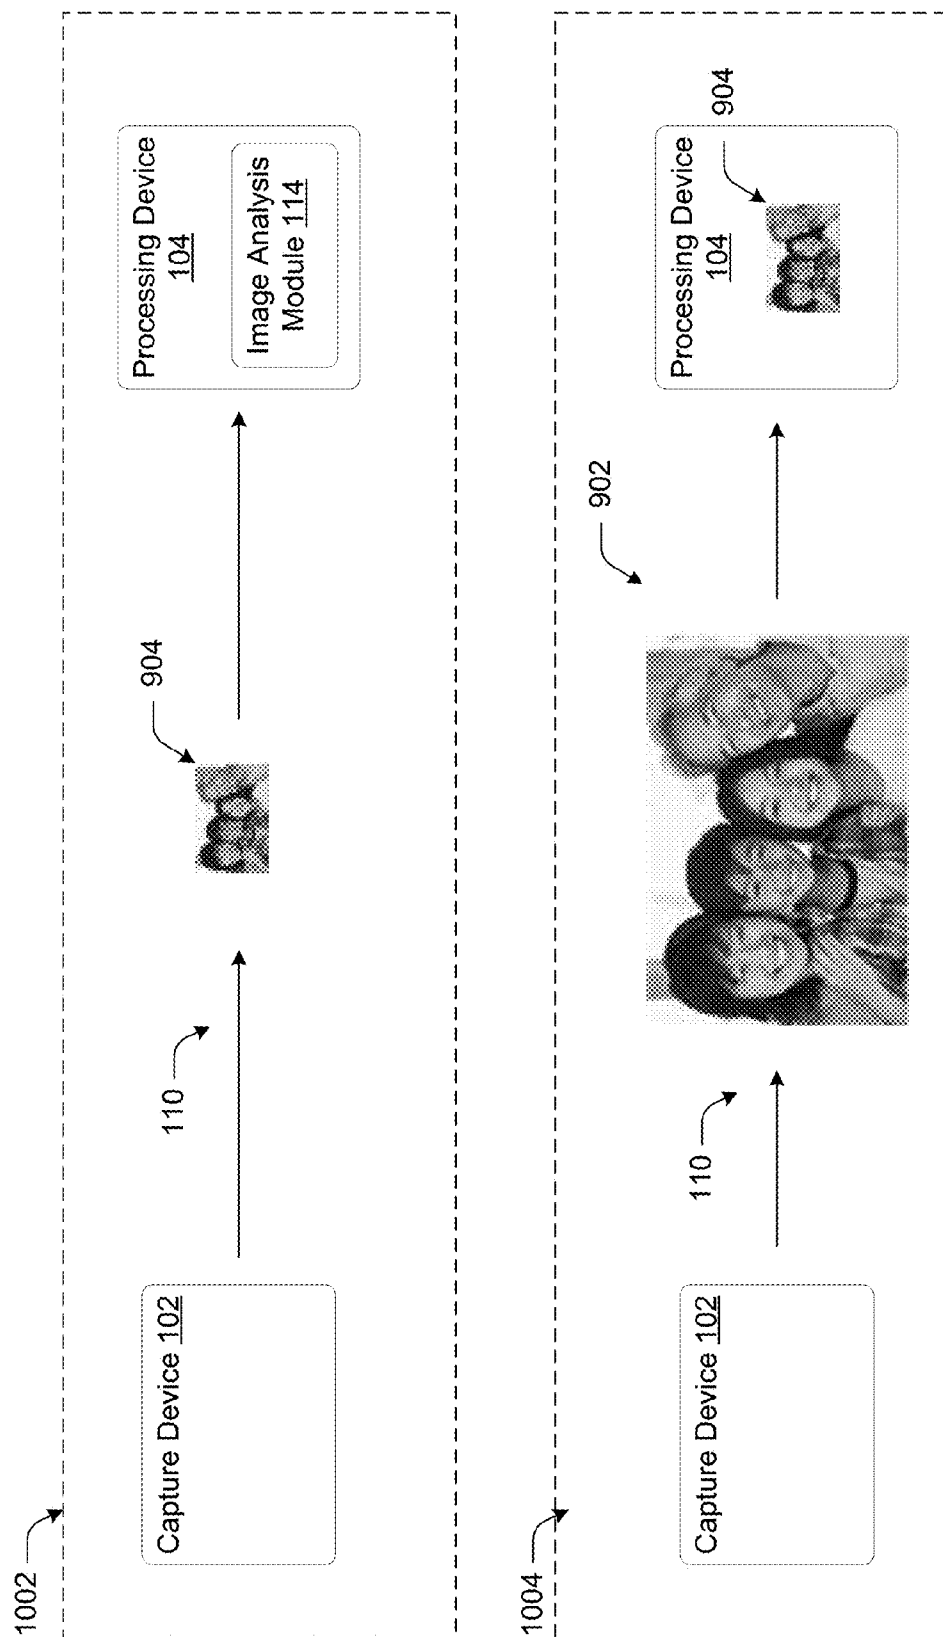 1002
Capture Device 102
110
904
Processing Device
104
Image Analysis
Module 114
1004
Capture Device 102
110
902
Processing Device
104
904